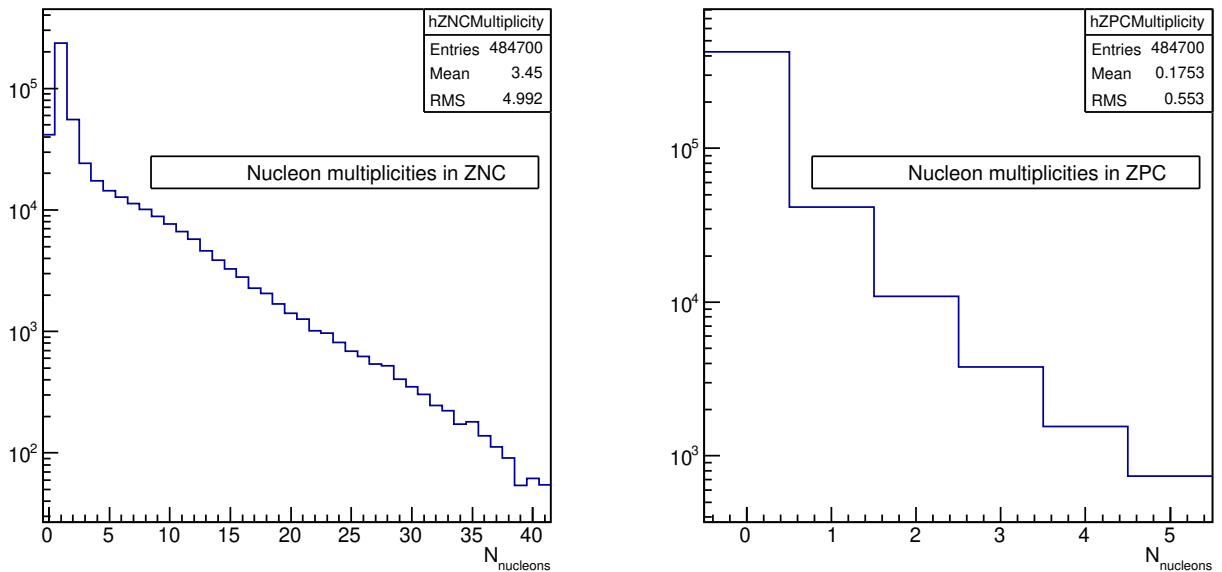 hZNCMultiplicity
Entries 484700
Mean 3.45
RMS 4.992
Nucleon multiplicities in ZNC
10^5
10^4
10^3
10^2
0 5 10 15 20 25 30 35 40
N_nucleons
hZPCMultiplicity
Entries 484700
Mean 0.1753
RMS 0.553
Nucleon multiplicities in ZPC
10^5
10^4
10^3
0 1 2 3 4 5
N_nucleons